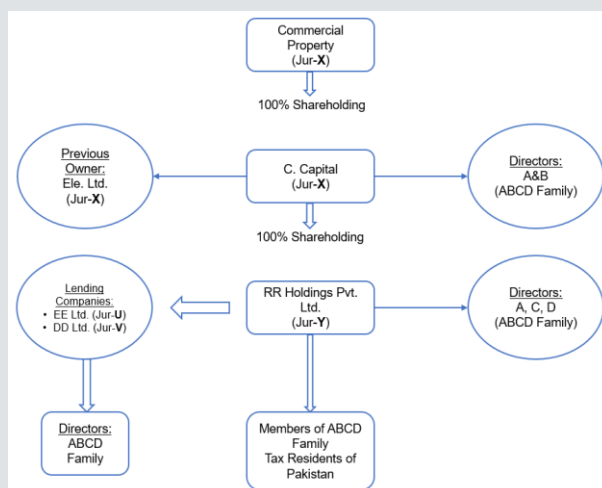 Commercial
Property
(Jur-X)
100% Shareholding
Previous
Owner:
Ele. Ltd.
(Jur-X)
C. Capital
(Jur-X)
Directors:
A&B
(ABCD Family)
100% Shareholding
Lending
Companies:
• EE Ltd. (Jur-U)
• DD Ltd. (Jur-V)
RR Holdings Pvt.
Ltd.
(Jur-Y)
Directors:
A, C, D
(ABCD Family)
Directors:
ABCD
Family
Members of ABCD
Family
Tax Residents of
Pakistan